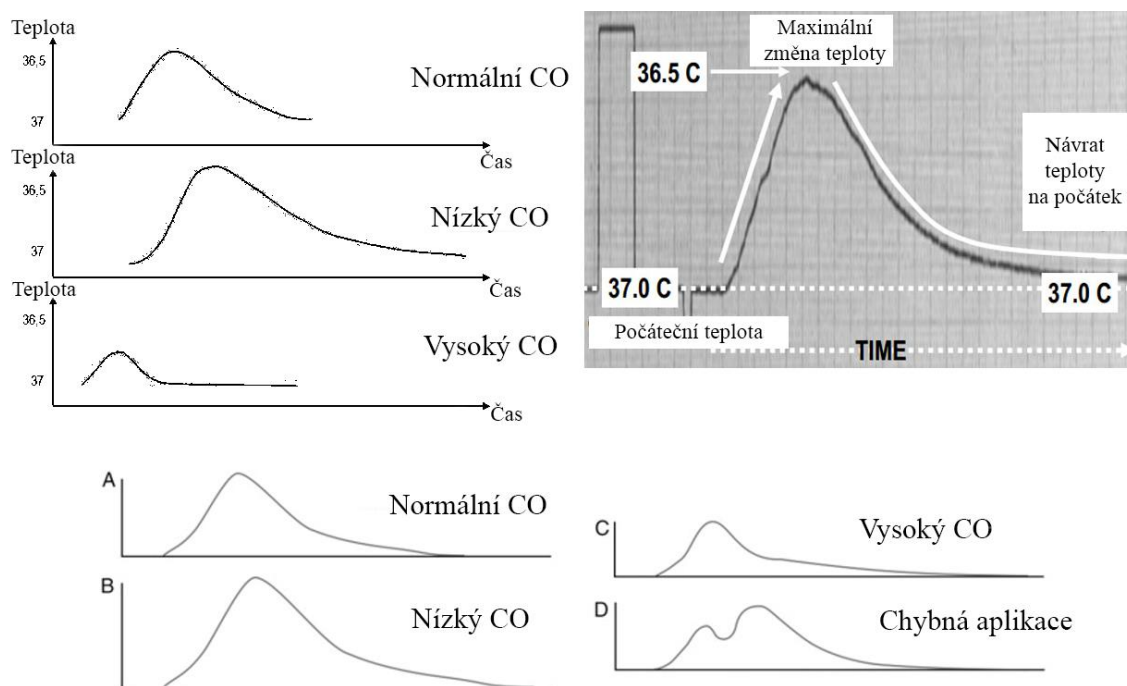 Teplota
36,5
Normální CO
37
Čas
Teplota
36,5
Nízký CO
37
Čas
Teplota
36,5
Vysoký CO
37
Čas
Maximální
změna teploty
36.5 C
Návrat
teploty
na počátek
37.0 C
37.0 C
Počáteční teplota
TIME
A
Normální CO
B
Nízký CO
C
Vysoký CO
D
Chybná aplikace